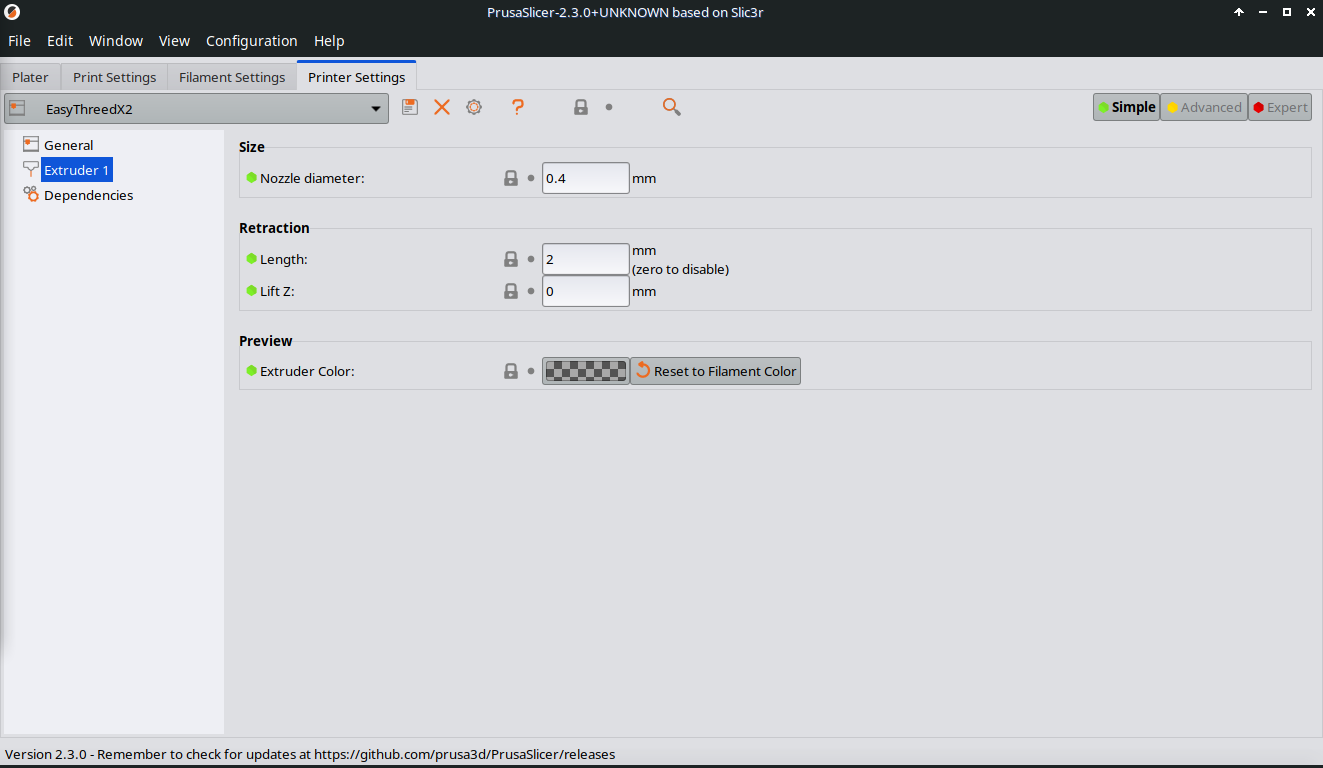 PrusaSlicer-2.3.0+UNKNOWN based on Slic3r
File Edit Window View Configuration Help
Plater Print Settings Filament Settings Printer Settings
EasyThreedX2 ? Simple Advanced Expert
General
Extruder 1
Dependencies
Size
Nozzle diameter: 0.4 mm
Retraction
Length: 2 mm
(zero to disable)
Lift Z: 0 mm
Preview
Extruder Color: Reset to Filament Color
Version 2.3.0 - Remember to check for updates at https://github.com/prusa3d/PrusaSlicer/releases